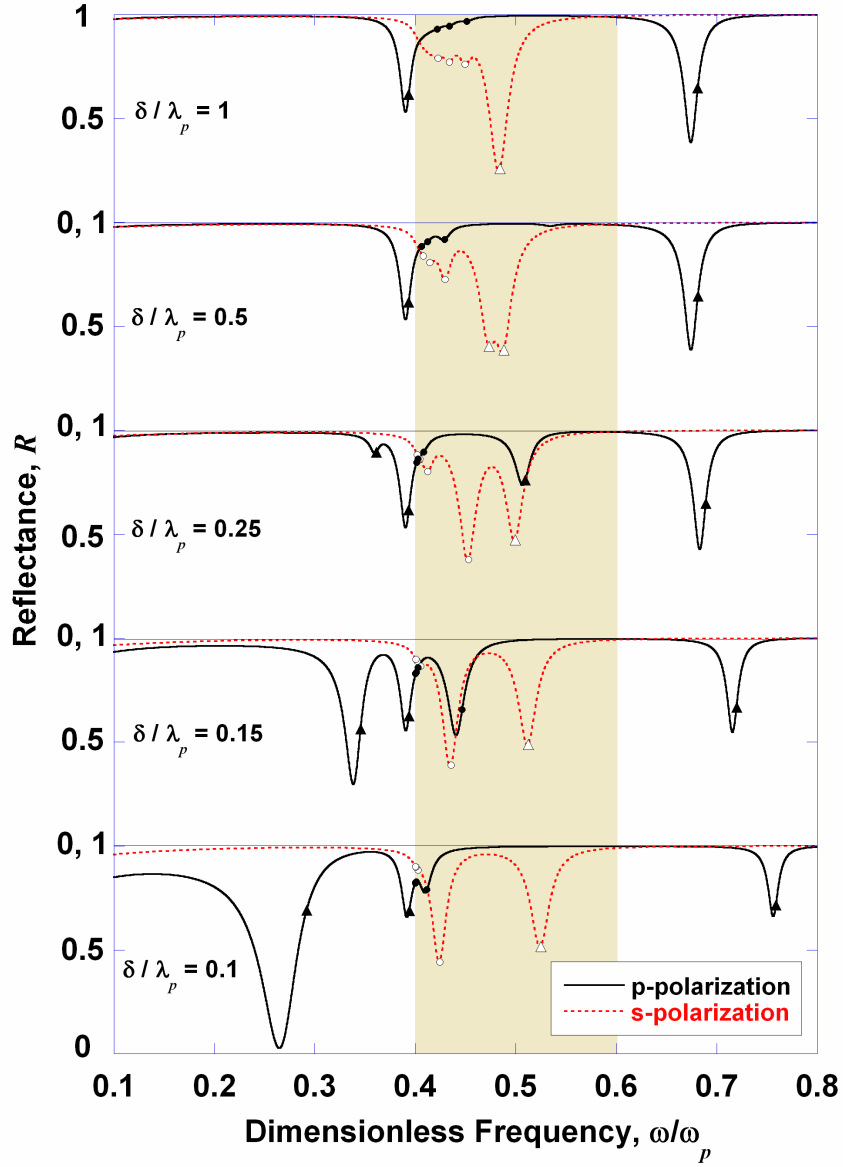 1
δ / λp = 1
0.5
0, 1
δ / λp = 0.5
0.5
0, 1
δ / λp = 0.25
0.5
0, 1
δ / λp = 0.15
0.5
0, 1
δ / λp = 0.1
0.5
0
Reflectance, R
p-polarization
s-polarization
0.1 0.2 0.3 0.4 0.5 0.6 0.7 0.8
Dimensionless Frequency, ω/ωp